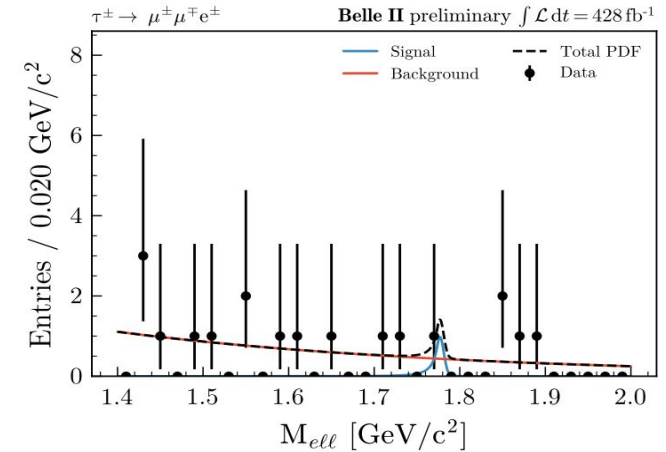 τ± → μ±μ∓e± Belle II preliminary ∫ℒ dt = 428 fb⁻¹
Signal
Background
Total PDF
Data
Entries / 0.020 GeV/c²
8
6
4
2
0
1.4 1.5 1.6 1.7 1.8 1.9 2.0
M_eℓℓ [GeV/c²]